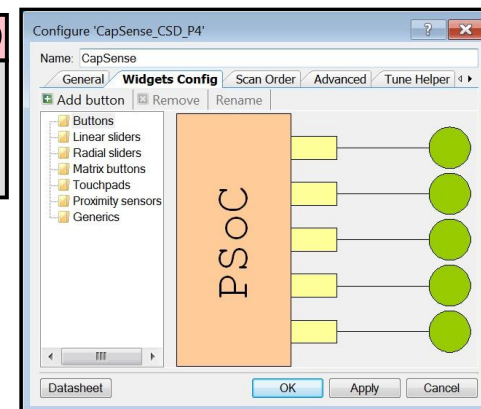 Configure 'CapSense_CSD_P4'
Name: CapSense
General Widgets Config Scan Order Advanced Tune Helper
Add button Remove Rename
Buttons
Linear sliders
Radial sliders
Matrix buttons
Touchpads
Proximity sensors
Generics
PSoC
Datasheet OK Apply Cancel